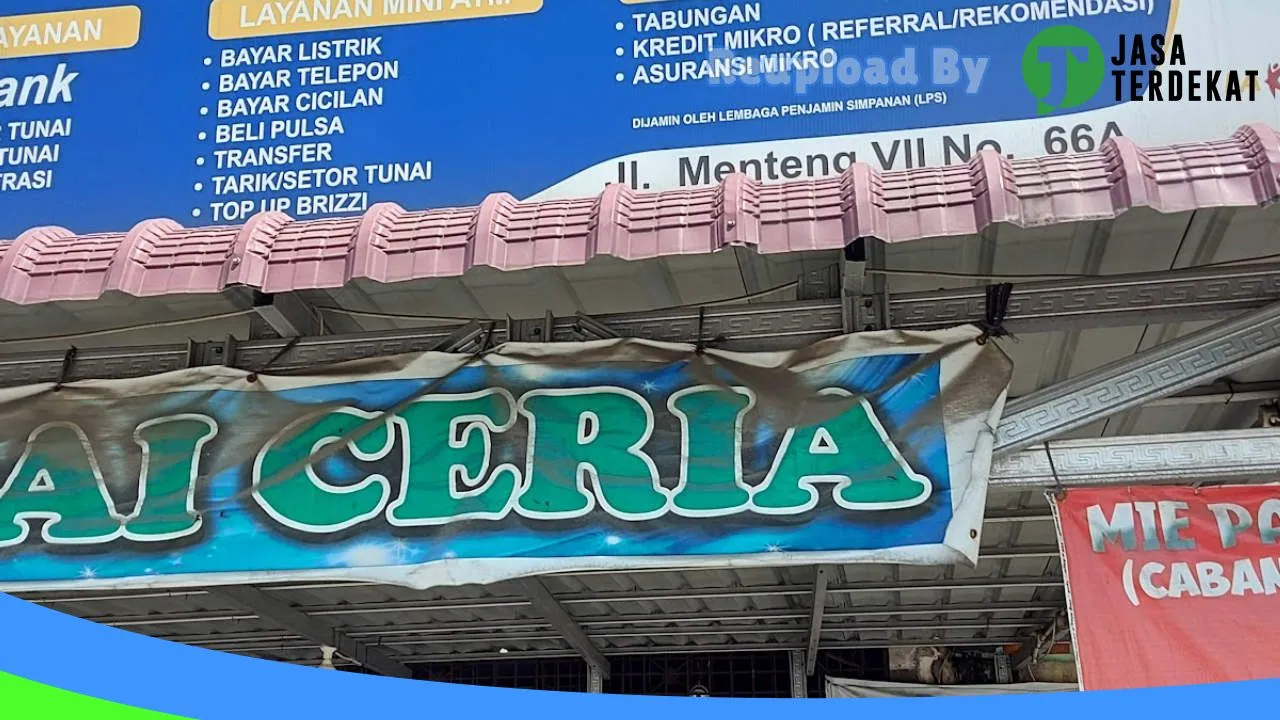 AYANAN
ank
TUNAI
TUNAI
RASI
LAYANAN MINI ATM
• BAYAR LISTRIK
• BAYAR TELEPON
• BAYAR CICILAN
• BELI PULSA
• TRANSFER
• TARIK/SETOR TUNAI
• TOP UP BRIZZI
• TABUNGAN
• KREDIT MIKRO ( REFERRAL/REKOMENDASI)
• ASURANSI MIKRO
DIJAMIN OLEH LEMBAGA PENJAMIN SIMPANAN (LPS)
Jl. Menteng VII No. 66A
Reupload By
JASA
TERDEKAT
AI CERIA
MIE PA
(CABAN